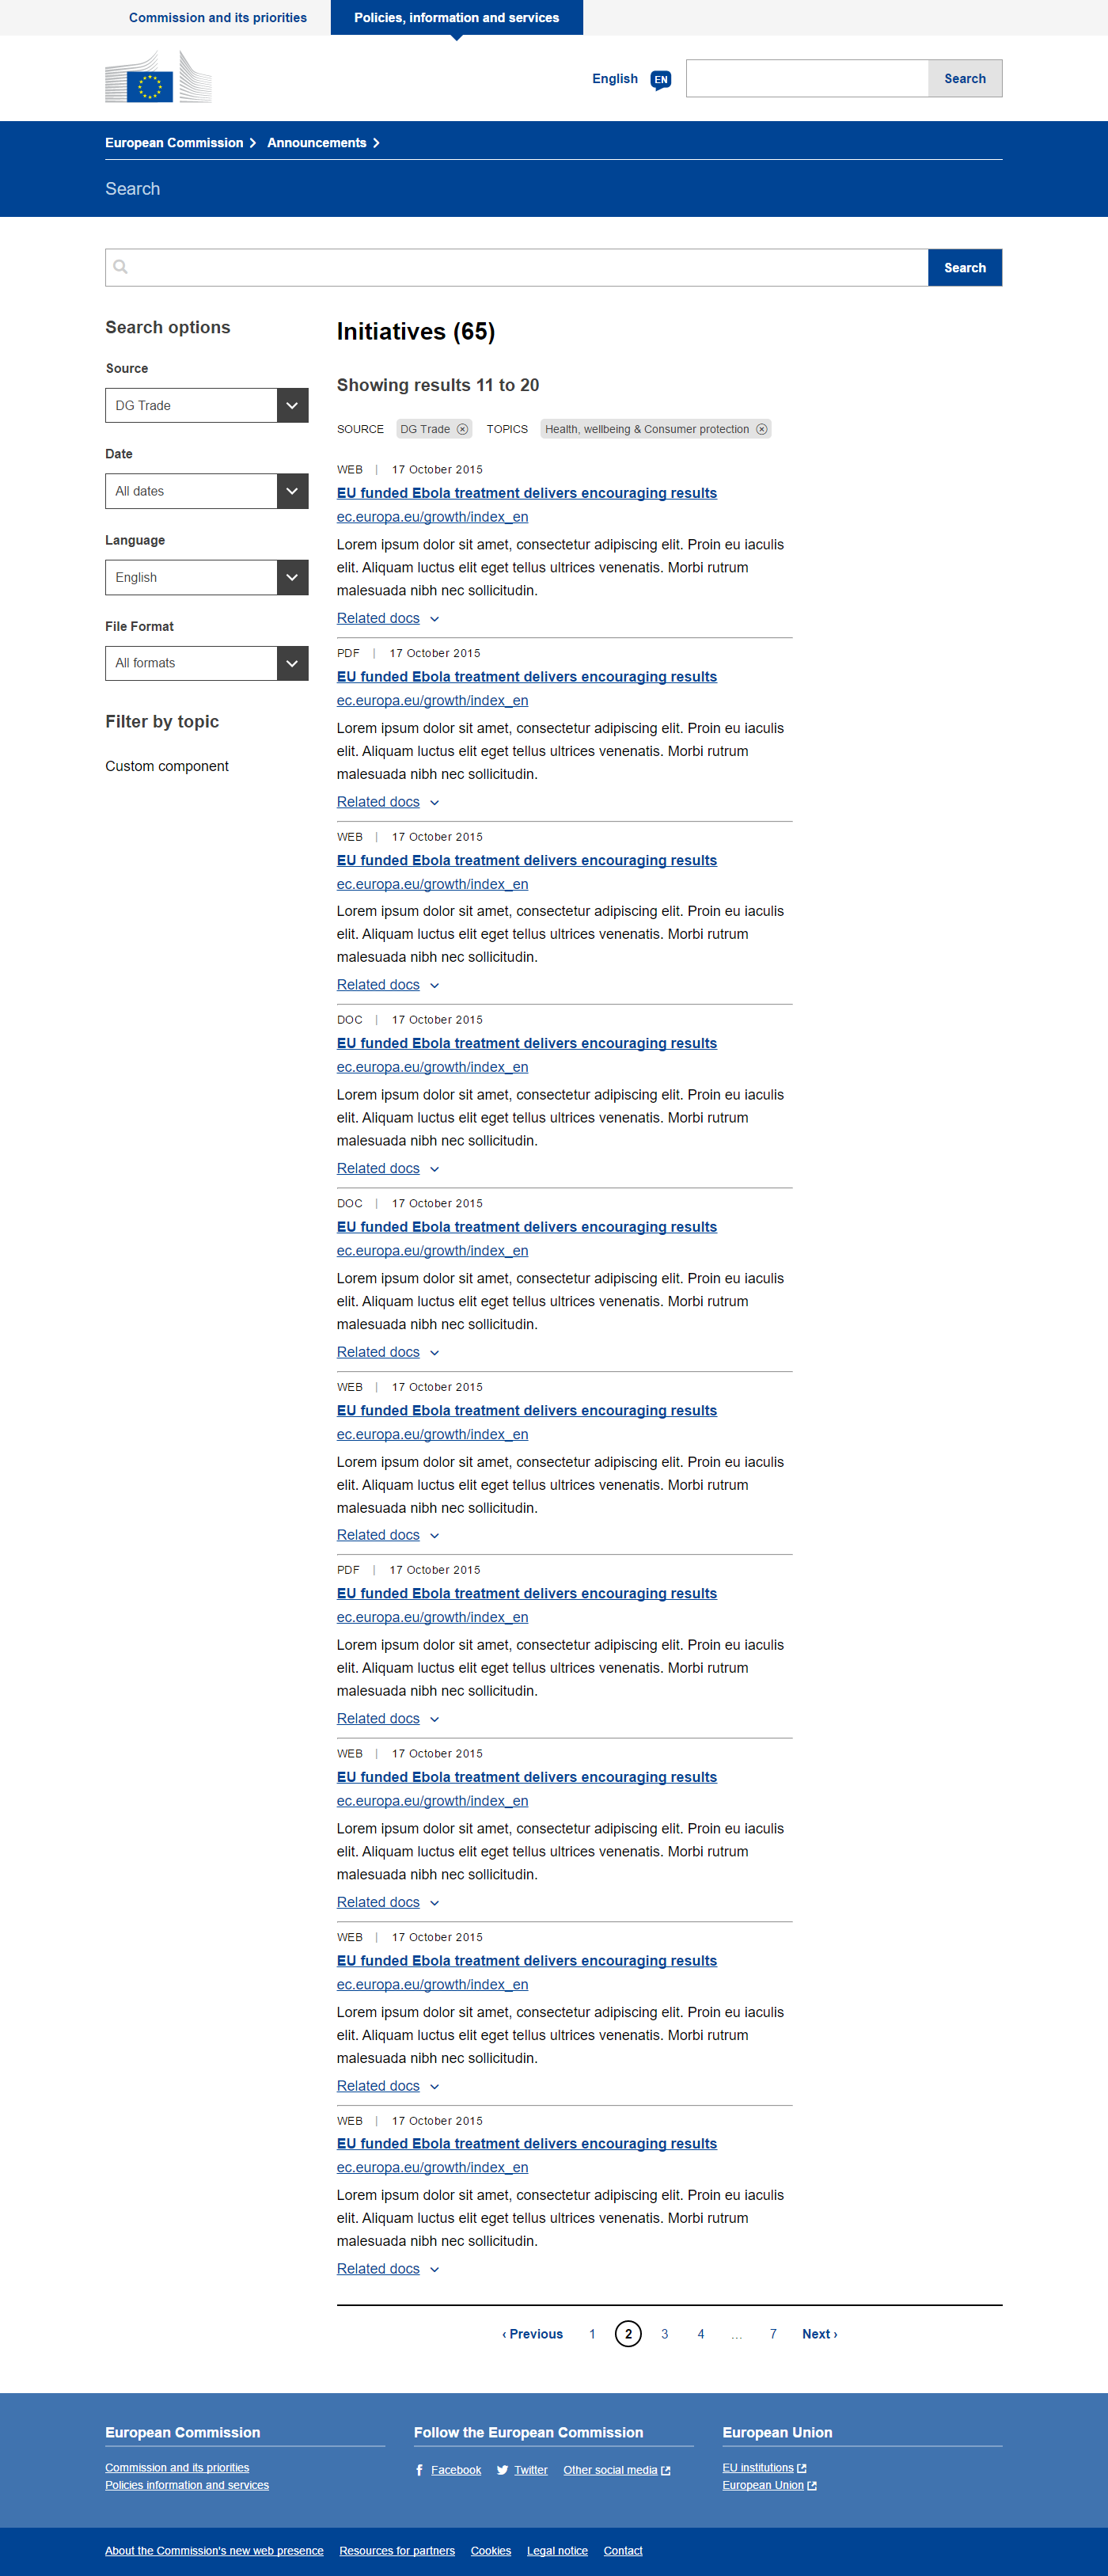 Commission and its priorities
Policies, information and services
English EN
Search
European Commission
Announcements
Search
Search
Search options
Source
DG Trade
Date
All dates
Language
English
File Format
All formats
Filter by topic
Custom component
Initiatives (65)
Showing results 11 to 20
SOURCE DG Trade TOPICS Health, wellbeing & Consumer protection
WEB | 17 October 2015
EU funded Ebola treatment delivers encouraging results
ec.europa.eu/growth/index_en
Lorem ipsum dolor sit amet, consectetur adipiscing elit. Proin eu iaculis
elit. Aliquam luctus elit eget tellus ultrices venenatis. Morbi rutrum
malesuada nibh nec sollicitudin.
Related docs
PDF | 17 October 2015
EU funded Ebola treatment delivers encouraging results
ec.europa.eu/growth/index_en
Lorem ipsum dolor sit amet, consectetur adipiscing elit. Proin eu iaculis
elit. Aliquam luctus elit eget tellus ultrices venenatis. Morbi rutrum
malesuada nibh nec sollicitudin.
Related docs
WEB | 17 October 2015
EU funded Ebola treatment delivers encouraging results
ec.europa.eu/growth/index_en
Lorem ipsum dolor sit amet, consectetur adipiscing elit. Proin eu iaculis
elit. Aliquam luctus elit eget tellus ultrices venenatis. Morbi rutrum
malesuada nibh nec sollicitudin.
Related docs
DOC | 17 October 2015
EU funded Ebola treatment delivers encouraging results
ec.europa.eu/growth/index_en
Lorem ipsum dolor sit amet, consectetur adipiscing elit. Proin eu iaculis
elit. Aliquam luctus elit eget tellus ultrices venenatis. Morbi rutrum
malesuada nibh nec sollicitudin.
Related docs
DOC | 17 October 2015
EU funded Ebola treatment delivers encouraging results
ec.europa.eu/growth/index_en
Lorem ipsum dolor sit amet, consectetur adipiscing elit. Proin eu iaculis
elit. Aliquam luctus elit eget tellus ultrices venenatis. Morbi rutrum
malesuada nibh nec sollicitudin.
Related docs
WEB | 17 October 2015
EU funded Ebola treatment delivers encouraging results
ec.europa.eu/growth/index_en
Lorem ipsum dolor sit amet, consectetur adipiscing elit. Proin eu iaculis
elit. Aliquam luctus elit eget tellus ultrices venenatis. Morbi rutrum
malesuada nibh nec sollicitudin.
Related docs
PDF | 17 October 2015
EU funded Ebola treatment delivers encouraging results
ec.europa.eu/growth/index_en
Lorem ipsum dolor sit amet, consectetur adipiscing elit. Proin eu iaculis
elit. Aliquam luctus elit eget tellus ultrices venenatis. Morbi rutrum
malesuada nibh nec sollicitudin.
Related docs
WEB | 17 October 2015
EU funded Ebola treatment delivers encouraging results
ec.europa.eu/growth/index_en
Lorem ipsum dolor sit amet, consectetur adipiscing elit. Proin eu iaculis
elit. Aliquam luctus elit eget tellus ultrices venenatis. Morbi rutrum
malesuada nibh nec sollicitudin.
Related docs
WEB | 17 October 2015
EU funded Ebola treatment delivers encouraging results
ec.europa.eu/growth/index_en
Lorem ipsum dolor sit amet, consectetur adipiscing elit. Proin eu iaculis
elit. Aliquam luctus elit eget tellus ultrices venenatis. Morbi rutrum
malesuada nibh nec sollicitudin.
Related docs
WEB | 17 October 2015
EU funded Ebola treatment delivers encouraging results
ec.europa.eu/growth/index_en
Lorem ipsum dolor sit amet, consectetur adipiscing elit. Proin eu iaculis
elit. Aliquam luctus elit eget tellus ultrices venenatis. Morbi rutrum
malesuada nibh nec sollicitudin.
Related docs
‹ Previous 1 2 3 4 ... 7 Next ›
European Commission
Commission and its priorities
Policies information and services
Follow the European Commission
Facebook Twitter Other social media
European Union
EU institutions
European Union
About the Commission's new web presence Resources for partners Cookies Legal notice Contact